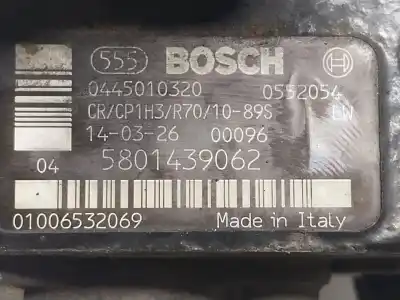 555 BOSCH
0445010320 0552054
CR/CP1H3/R70/10-89S EW
14-03-26 00096
04 5801439062
01006532069 Made in Italy